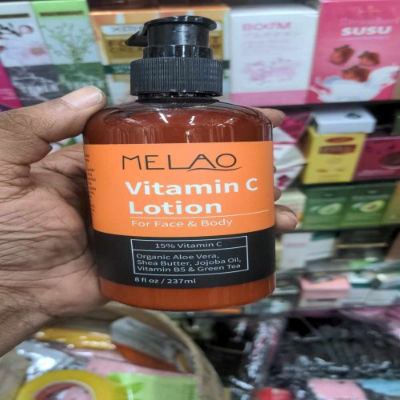 MELAO
Vitamin C
Lotion
For Face & Body
15% Vitamin C
Organic Aloe Vera,
Shea Butter, Jojoba Oil,
Vitamin B5 & Green Tea
8 fl oz / 237ml
SUSU